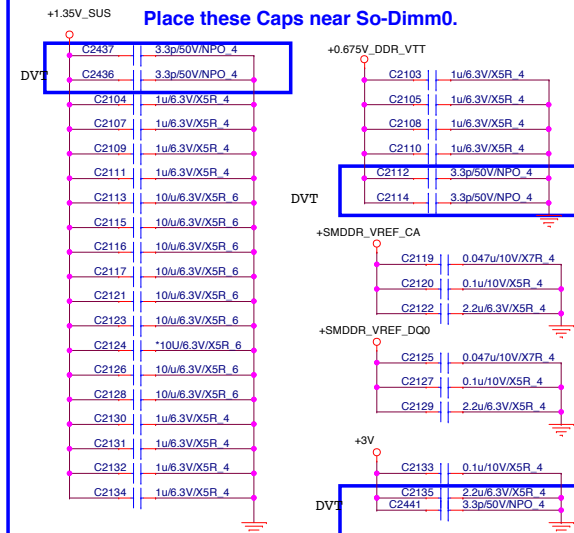 Place these Caps near So-Dimm0.
+1.35V_SUS
C2437 3.3p/50V/NPO_4
DVT
C2436 3.3p/50V/NPO_4
C2104 1u/6.3V/X5R_4
C2107 1u/6.3V/X5R_4
C2109 1u/6.3V/X5R_4
C2111 1u/6.3V/X5R_4
C2113 10/u/6.3V/X5R_6
C2115 10/u/6.3V/X5R_6
C2116 10/u/6.3V/X5R_6
C2117 10/u/6.3V/X5R_6
C2121 10/u/6.3V/X5R_6
C2123 10/u/6.3V/X5R_6
C2124 *10U/6.3V/X5R_6
C2126 10/u/6.3V/X5R_6
C2128 10/u/6.3V/X5R_6
C2130 1u/6.3V/X5R_4
C2131 1u/6.3V/X5R_4
C2132 1u/6.3V/X5R_4
C2134 1u/6.3V/X5R_4
+0.675V_DDR_VTT
C2103 1u/6.3V/X5R_4
C2105 1u/6.3V/X5R_4
C2108 1u/6.3V/X5R_4
C2110 1u/6.3V/X5R_4
C2112 3.3p/50V/NPO_4
DVT
C2114 3.3p/50V/NPO_4
+SMDDR_VREF_CA
C2119 0.047u/10V/X7R_4
C2120 0.1u/10V/X5R_4
C2122 2.2u/6.3V/X5R_4
+SMDDR_VREF_DQ0
C2125 0.047u/10V/X7R_4
C2127 0.1u/10V/X5R_4
C2129 2.2u/6.3V/X5R_4
+3V
C2133 0.1u/10V/X5R_4
C2135 2.2u/6.3V/X5R_4
DVT
C2441 3.3p/50V/NPO_4